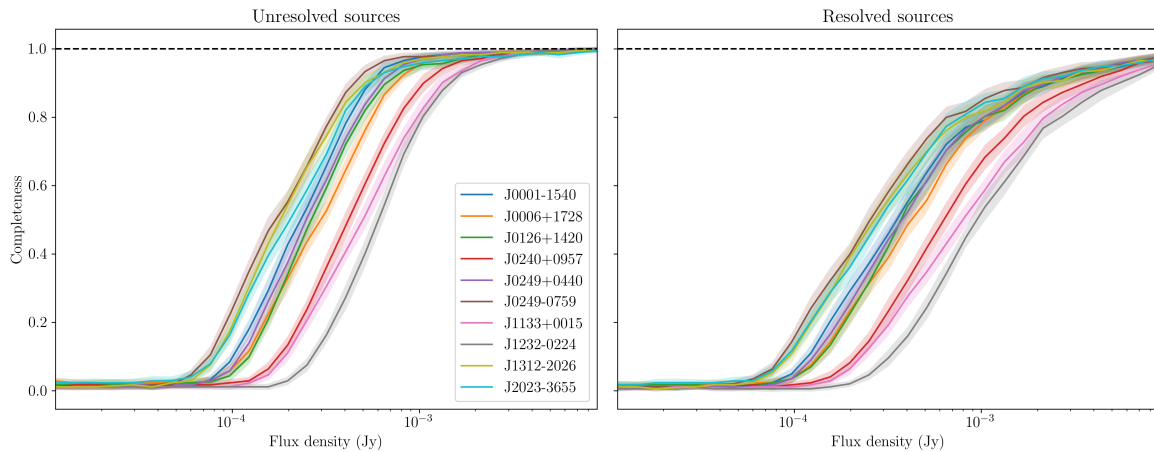 Unresolved sources
Resolved sources
1.0
0.8
0.6
0.4
0.2
0.0
Completeness
J0001-1540
J0006+1728
J0126+1420
J0240+0957
J0249+0440
J0249-0759
J1133+0015
J1232-0224
J1312-2026
J2023-3655
10⁻⁴
10⁻³
10⁻⁴
10⁻³
Flux density (Jy)
Flux density (Jy)